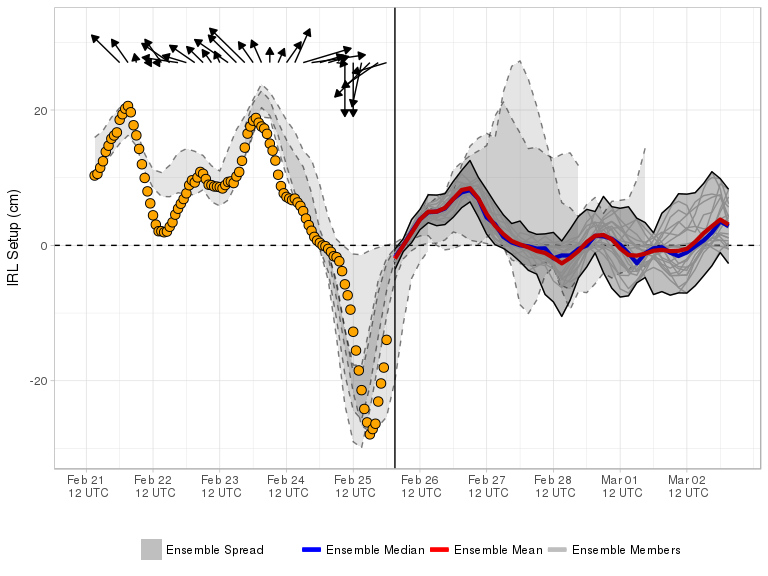 IRL Setup (cm)
20
0
-20
Feb 21 Feb 22 Feb 23 Feb 24 Feb 25 Feb 26 Feb 27 Feb 28 Mar 01 Mar 02
12 UTC 12 UTC 12 UTC 12 UTC 12 UTC 12 UTC 12 UTC 12 UTC 12 UTC 12 UTC
Ensemble Spread Ensemble Median Ensemble Mean Ensemble Members